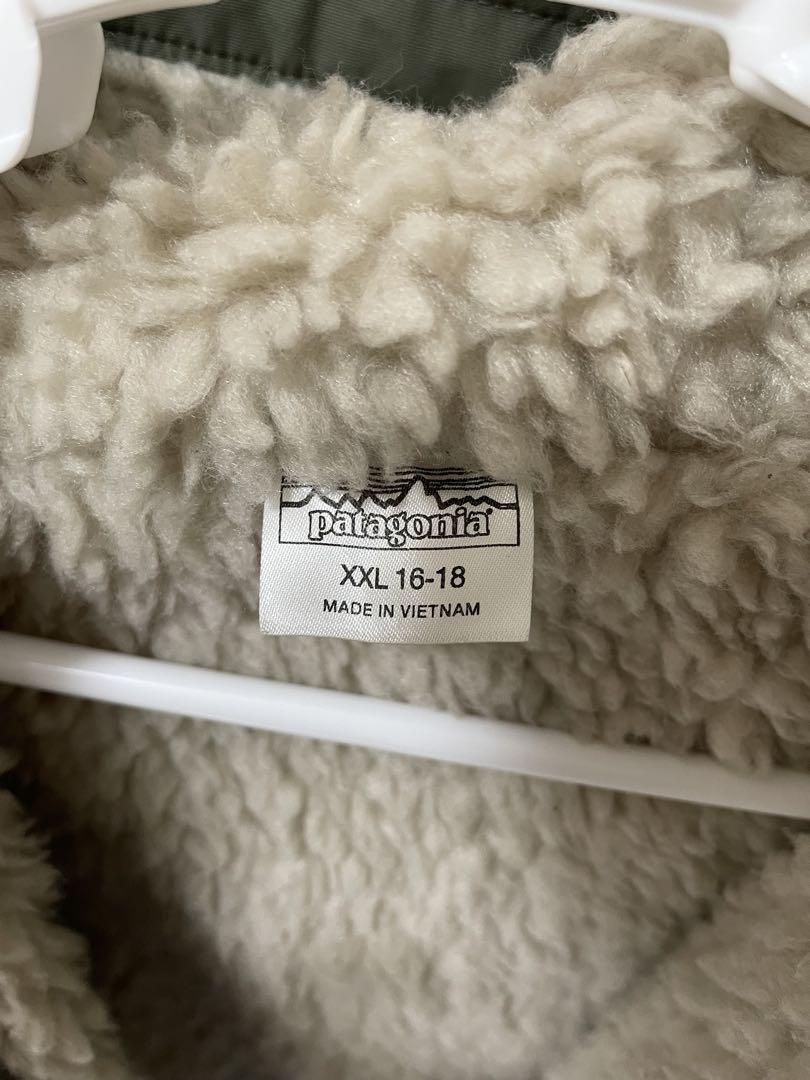 patagonia®
XXL 16-18
MADE IN VIETNAM